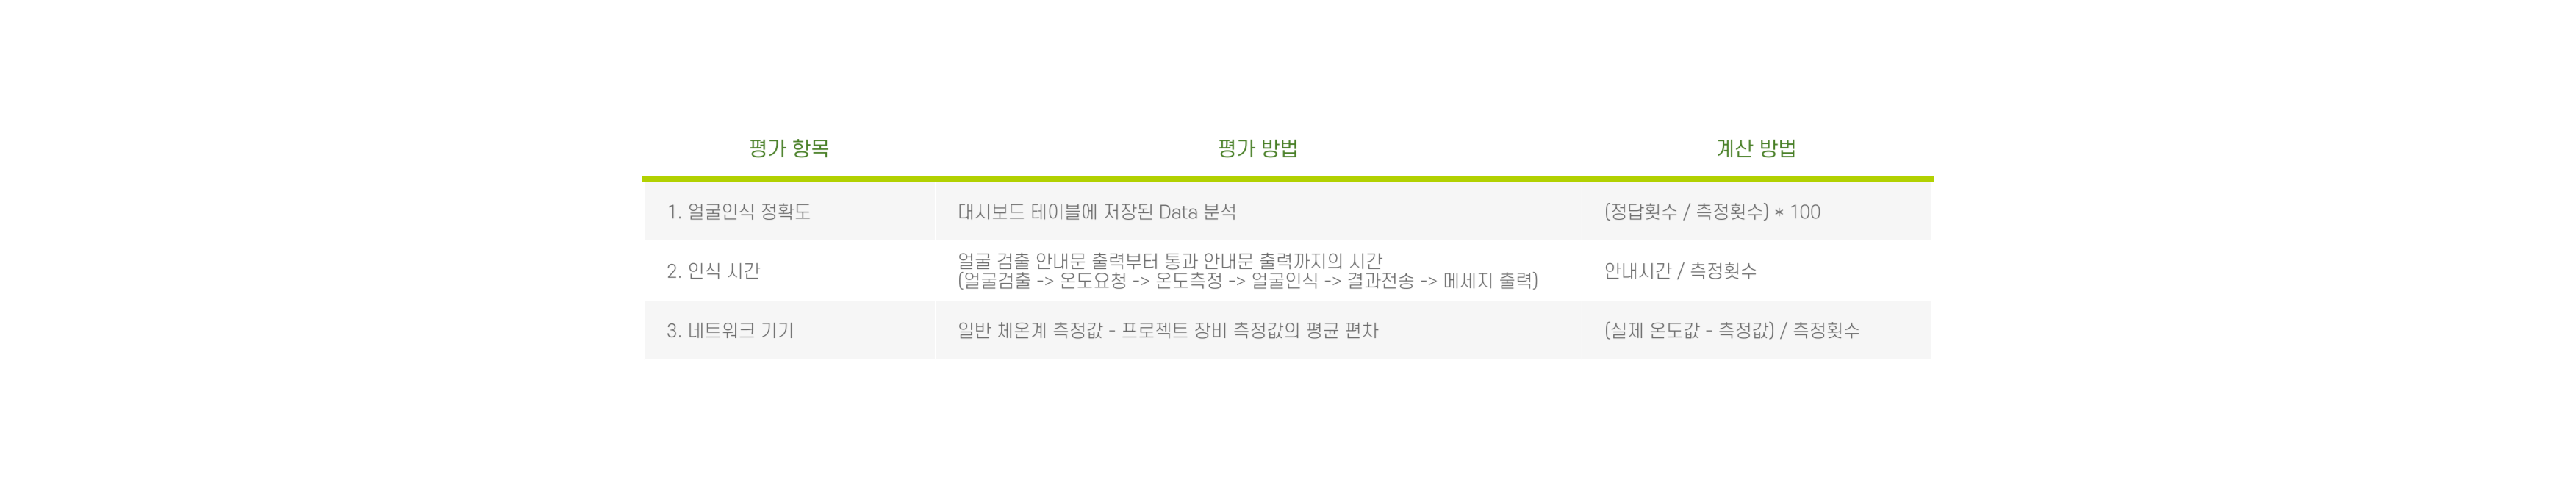 평가 항목 평가 방법 계산 방법
1. 얼굴인식 정확도 대시보드 테이블에 저장된 Data 분석 (정답횟수 / 측정횟수) * 100
2. 인식 시간 얼굴 검출 안내문 출력부터 통과 안내문 출력까지의 시간
(얼굴검출 -> 온도요청 -> 온도측정 -> 얼굴인식 -> 결과전송 -> 메세지 출력) 안내시간 / 측정횟수
3. 네트워크 기기 일반 체온계 측정값 - 프로젝트 장비 측정값의 평균 편차 (실제 온도값 - 측정값) / 측정횟수